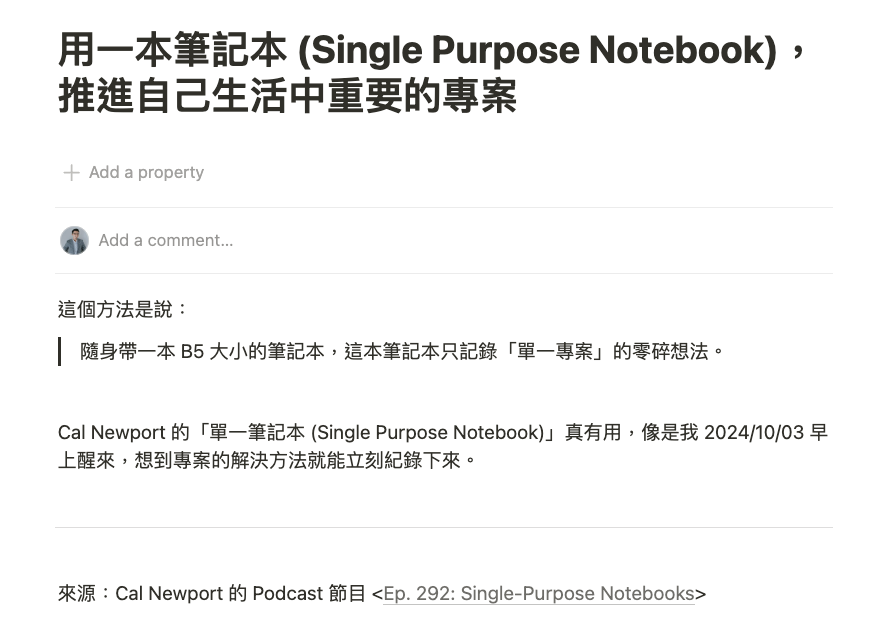 用一本筆記本 (Single Purpose Notebook)，
推進自己生活中重要的專案
Add a property
Add a comment...
這個方法是說：
隨身帶一本 B5 大小的筆記本，這本筆記本只記錄「單一專案」的零碎想法。
Cal Newport 的「單一筆記本 (Single Purpose Notebook)」真有用，像是我 2024/10/03 早
上醒來，想到專案的解決方法就能立刻紀錄下來。
來源：Cal Newport 的 Podcast 節目 <Ep. 292: Single-Purpose Notebooks>